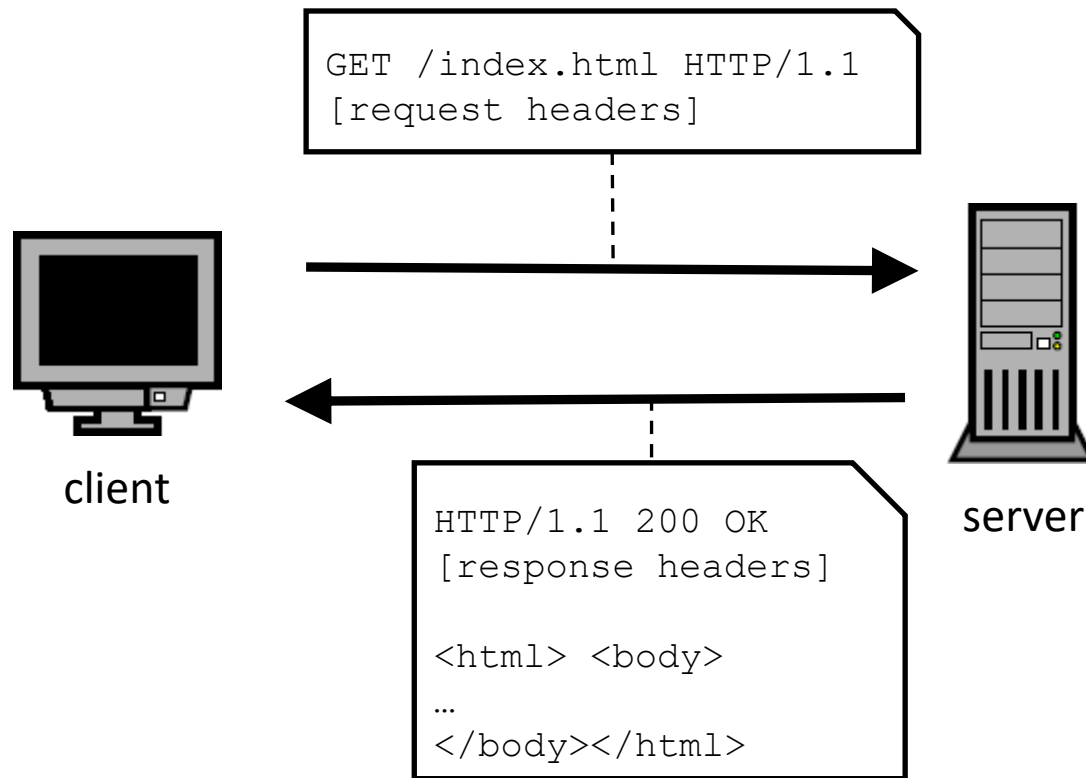 GET /index.html HTTP/1.1
[request headers]
client
server
HTTP/1.1 200 OK
[response headers]
<html> <body>
…
</body></html>